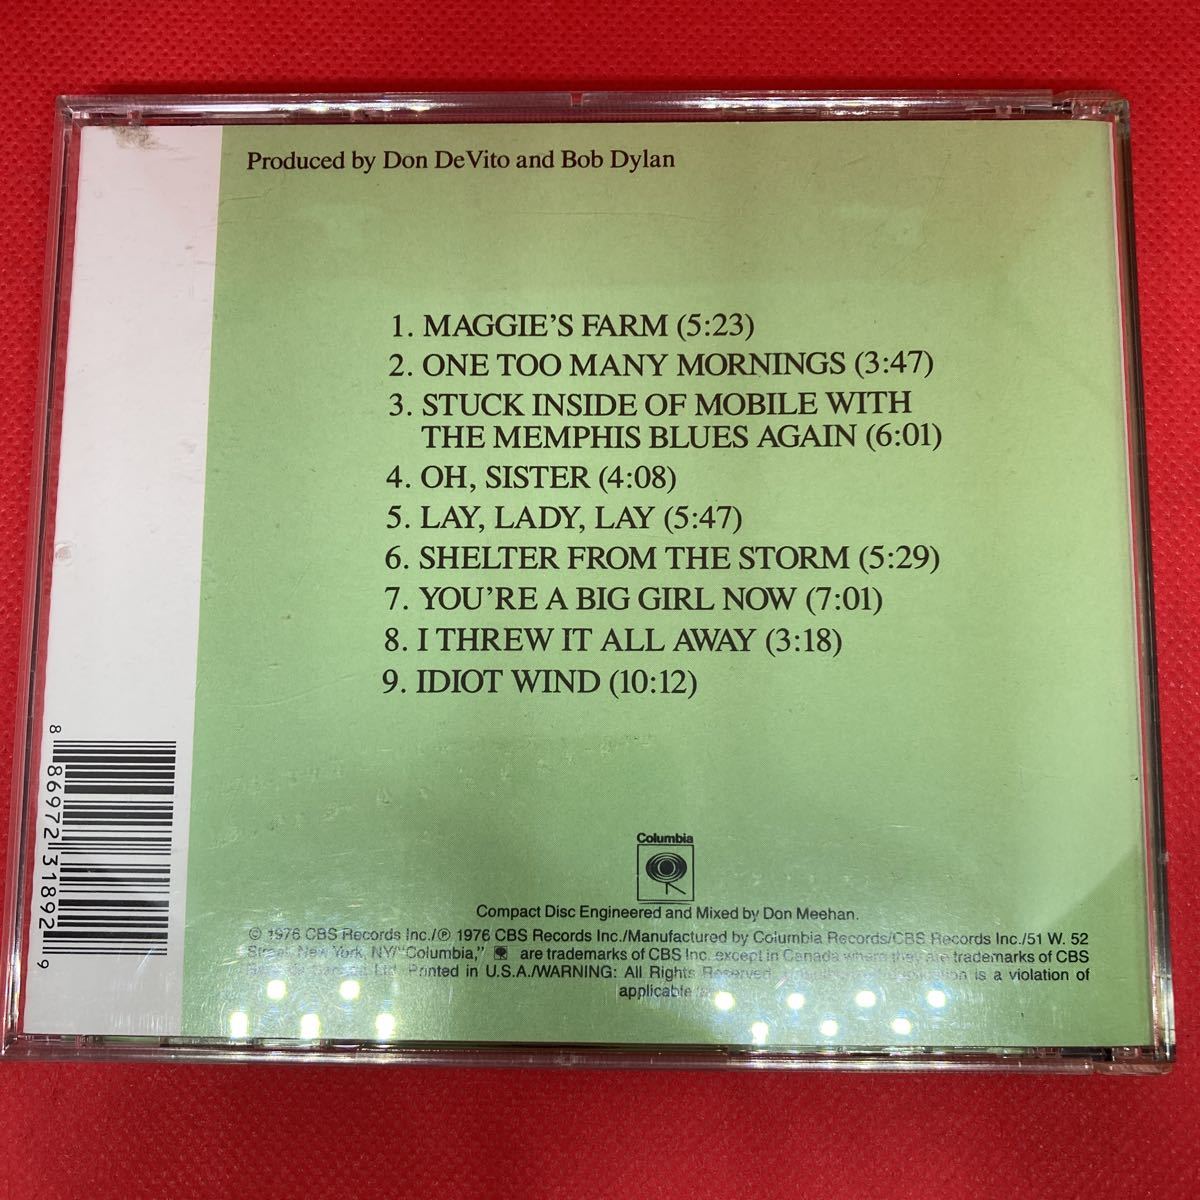 Produced by Don DeVito and Bob Dylan
1. MAGGIE'S FARM (5:23)
2. ONE TOO MANY MORNINGS (3:47)
3. STUCK INSIDE OF MOBILE WITH
THE MEMPHIS BLUES AGAIN (6:01)
4. OH, SISTER (4:08)
5. LAY, LADY, LAY (5:47)
6. SHELTER FROM THE STORM (5:29)
7. YOU'RE A BIG GIRL NOW (7:01)
8. I THREW IT ALL AWAY (3:18)
9. IDIOT WIND (10:12)
8 86972 31892 9
Columbia
Compact Disc Engineered and Mixed by Don Meehan.
© 1976 CBS Records Inc./℗ 1976 CBS Records Inc./Manufactured by Columbia Records/CBS Records Inc./51 W. 52
Street, New York, NY/"Columbia," are trademarks of CBS Inc. except in Canada where they are trademarks of CBS
Ltd. Printed in U.S.A./WARNING: All Rights Reserved. is a violation of
applicable